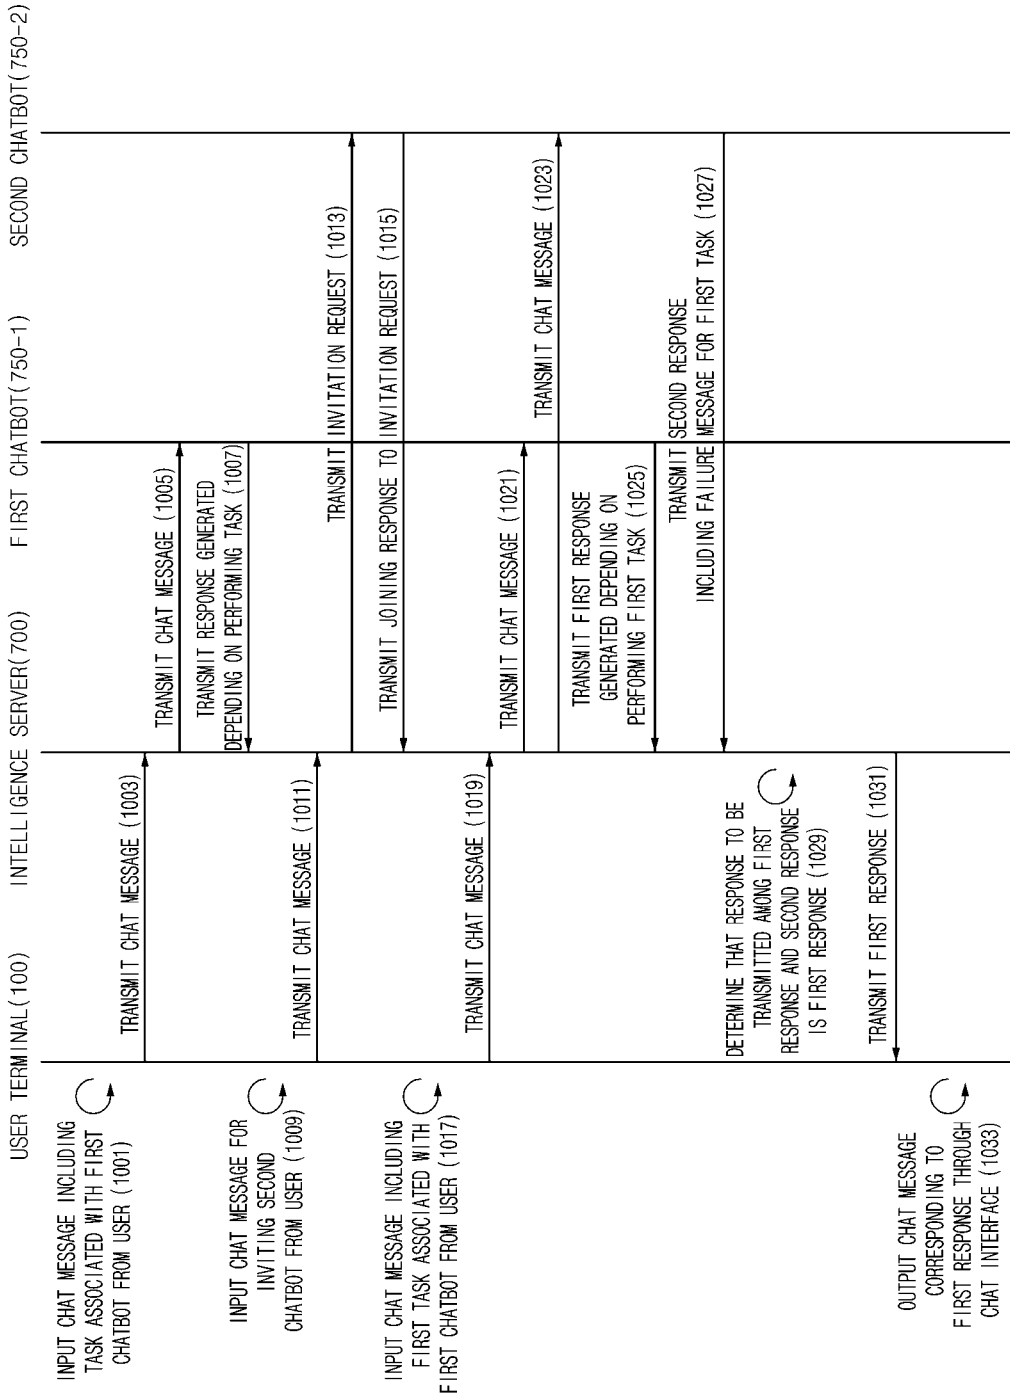 USER TERMINAL(100)
INTELLIGENCE SERVER(700)
FIRST CHATBOT(750-1)
SECOND CHATBOT(750-2)
INPUT CHAT MESSAGE INCLUDING
TASK ASSOCIATED WITH FIRST
CHATBOT FROM USER (1001)
TRANSMIT CHAT MESSAGE (1003)
TRANSMIT CHAT MESSAGE (1005)
TRANSMIT RESPONSE GENERATED
DEPENDING ON PERFORMING TASK (1007)
INPUT CHAT MESSAGE FOR
INVITING SECOND
CHATBOT FROM USER (1009)
TRANSMIT CHAT MESSAGE (1011)
TRANSMIT INVITATION REQUEST (1013)
TRANSMIT JOINING RESPONSE TO INVITATION REQUEST (1015)
INPUT CHAT MESSAGE INCLUDING
FIRST TASK ASSOCIATED WITH
FIRST CHATBOT FROM USER (1017)
TRANSMIT CHAT MESSAGE (1019)
TRANSMIT CHAT MESSAGE (1021)
TRANSMIT CHAT MESSAGE (1023)
TRANSMIT FIRST RESPONSE
GENERATED DEPENDING ON
PERFORMING FIRST TASK (1025)
TRANSMIT SECOND RESPONSE
INCLUDING FAILURE MESSAGE FOR FIRST TASK (1027)
DETERMINE THAT RESPONSE TO BE
TRANSMITTED AMONG FIRST
RESPONSE AND SECOND RESPONSE
IS FIRST RESPONSE (1029)
TRANSMIT FIRST RESPONSE (1031)
OUTPUT CHAT MESSAGE
CORRESPONDING TO
FIRST RESPONSE THROUGH
CHAT INTERFACE (1033)